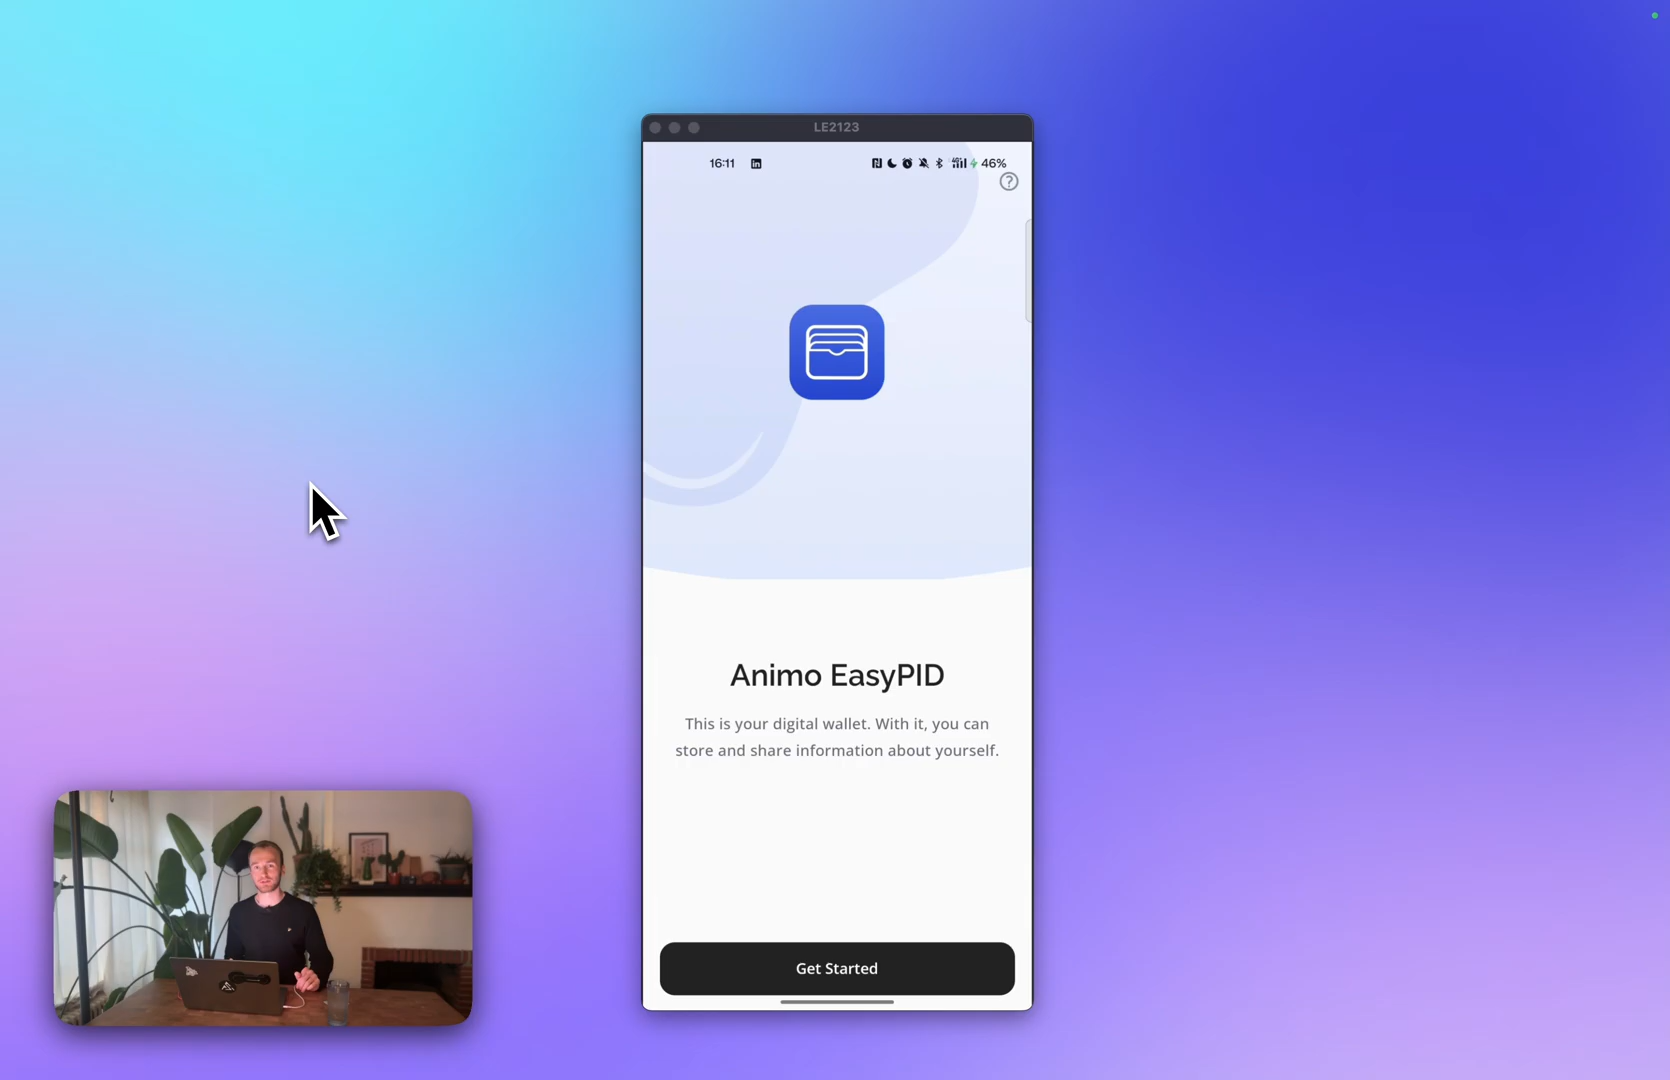 LE2123
16:11 46%
Animo EasyPID
This is your digital wallet. With it, you can
store and share information about yourself.
Get Started